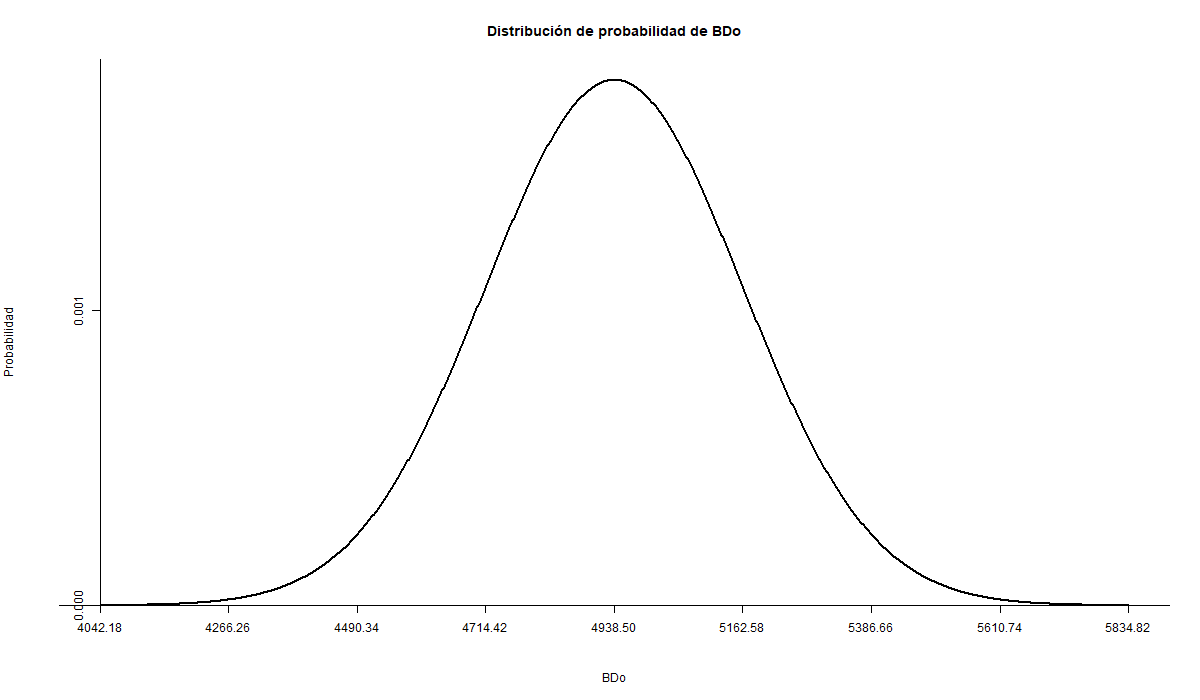 Distribución de probabilidad de BDo
Probabilidad
0.001
0.000
4042.18 4266.26 4490.34 4714.42 4938.50 5162.58 5386.66 5610.74 5834.82
BDo